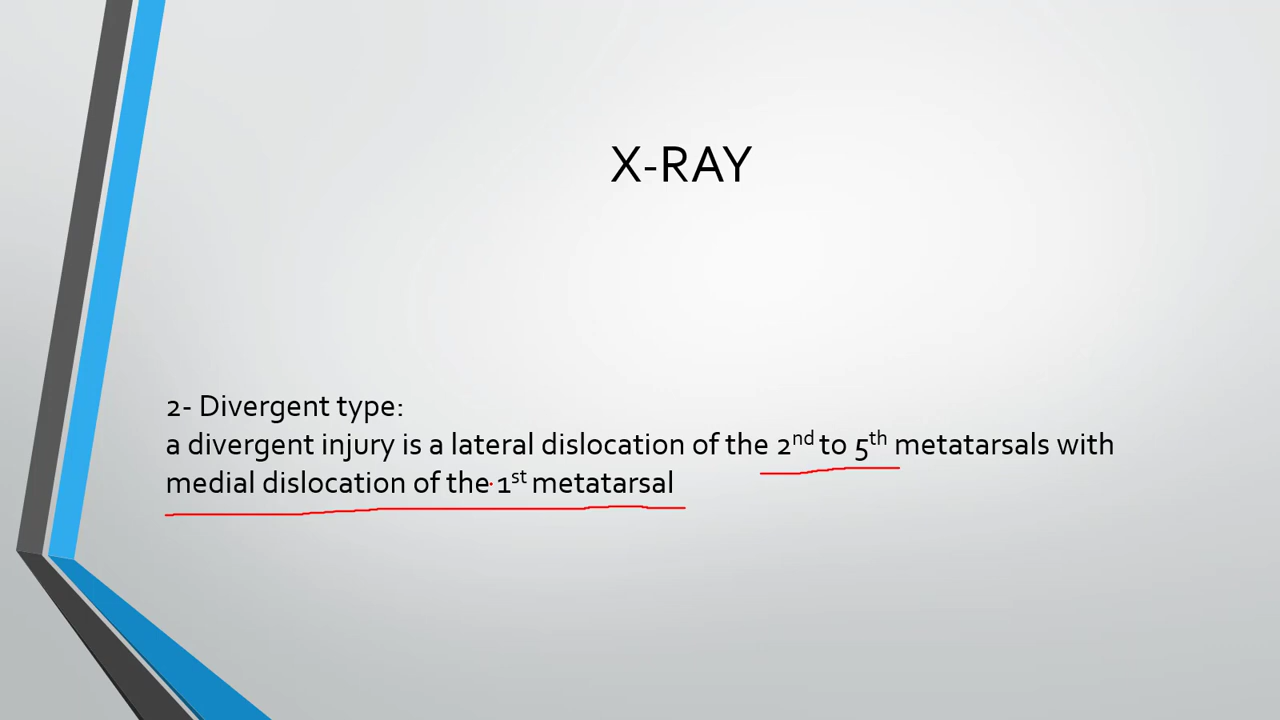 X-RAY
2- Divergent type:
a divergent injury is a lateral dislocation of the 2nd to 5th metatarsals with
medial dislocation of the 1st metatarsal